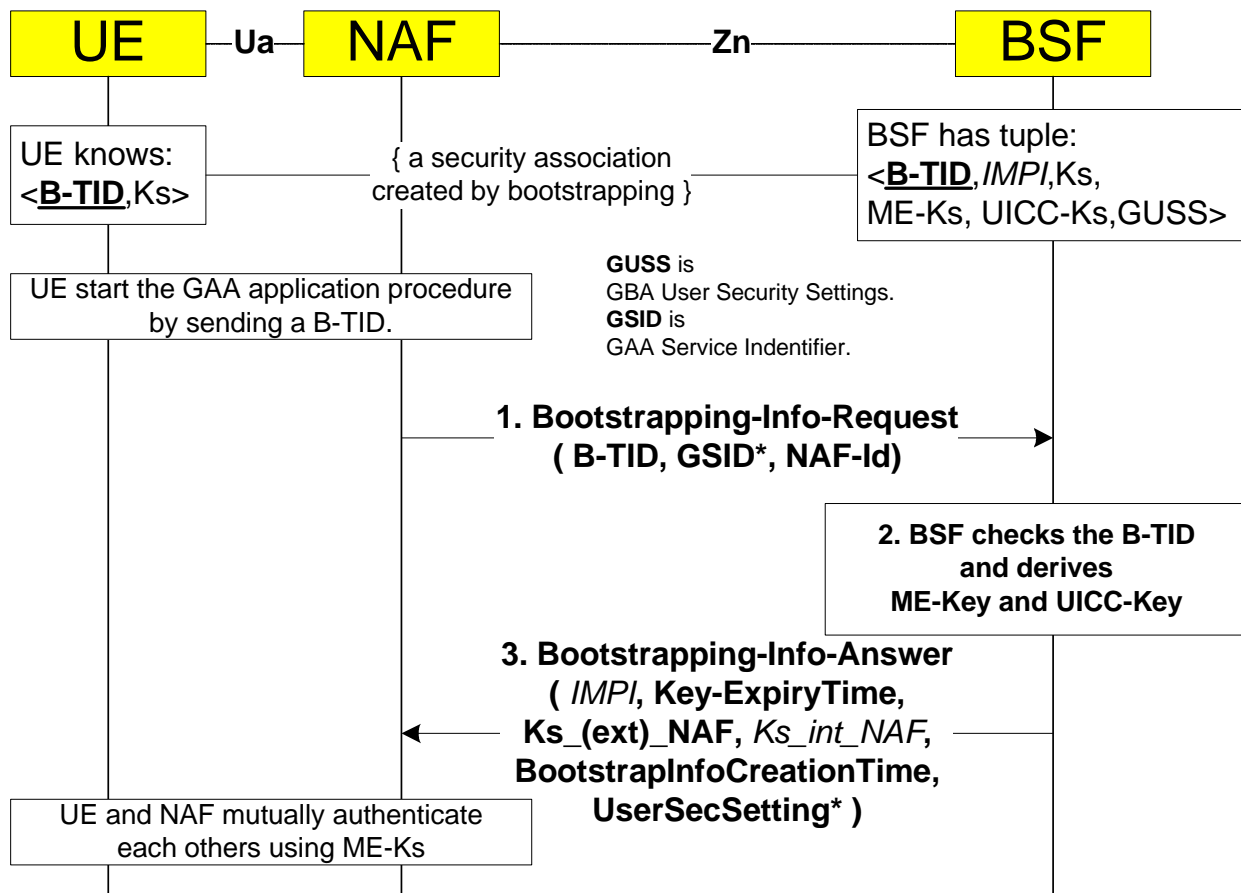 UE
Ua
NAF
Zn
BSF
UE knows:
<B-TID,Ks>
{ a security association
created by bootstrapping }
BSF has tuple:
<B-TID,IMPI,Ks,
ME-Ks, UICC-Ks,GUSS>
UE start the GAA application procedure
by sending a B-TID.
GUSS is
GBA User Security Settings.
GSID is
GAA Service Indentifier.
1. Bootstrapping-Info-Request
( B-TID, GSID*, NAF-Id)
2. BSF checks the B-TID
and derives
ME-Key and UICC-Key
3. Bootstrapping-Info-Answer
( IMPI, Key-ExpiryTime,
Ks_(ext)_NAF, Ks_int_NAF,
BootstrapInfoCreationTime,
UserSecSetting* )
UE and NAF mutually authenticate
each others using ME-Ks